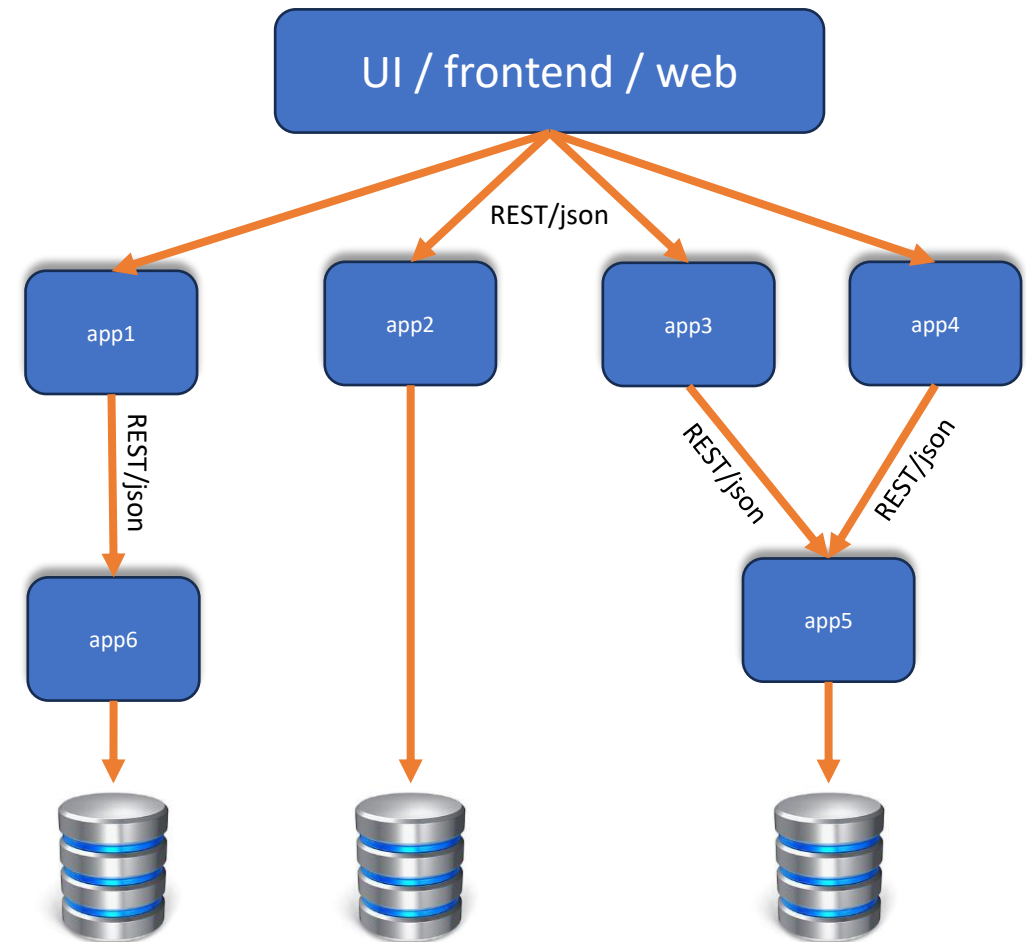 UI / frontend / web
REST/json
app1
app2
app3
app4
REST/json
REST/json
REST/json
app6
app5